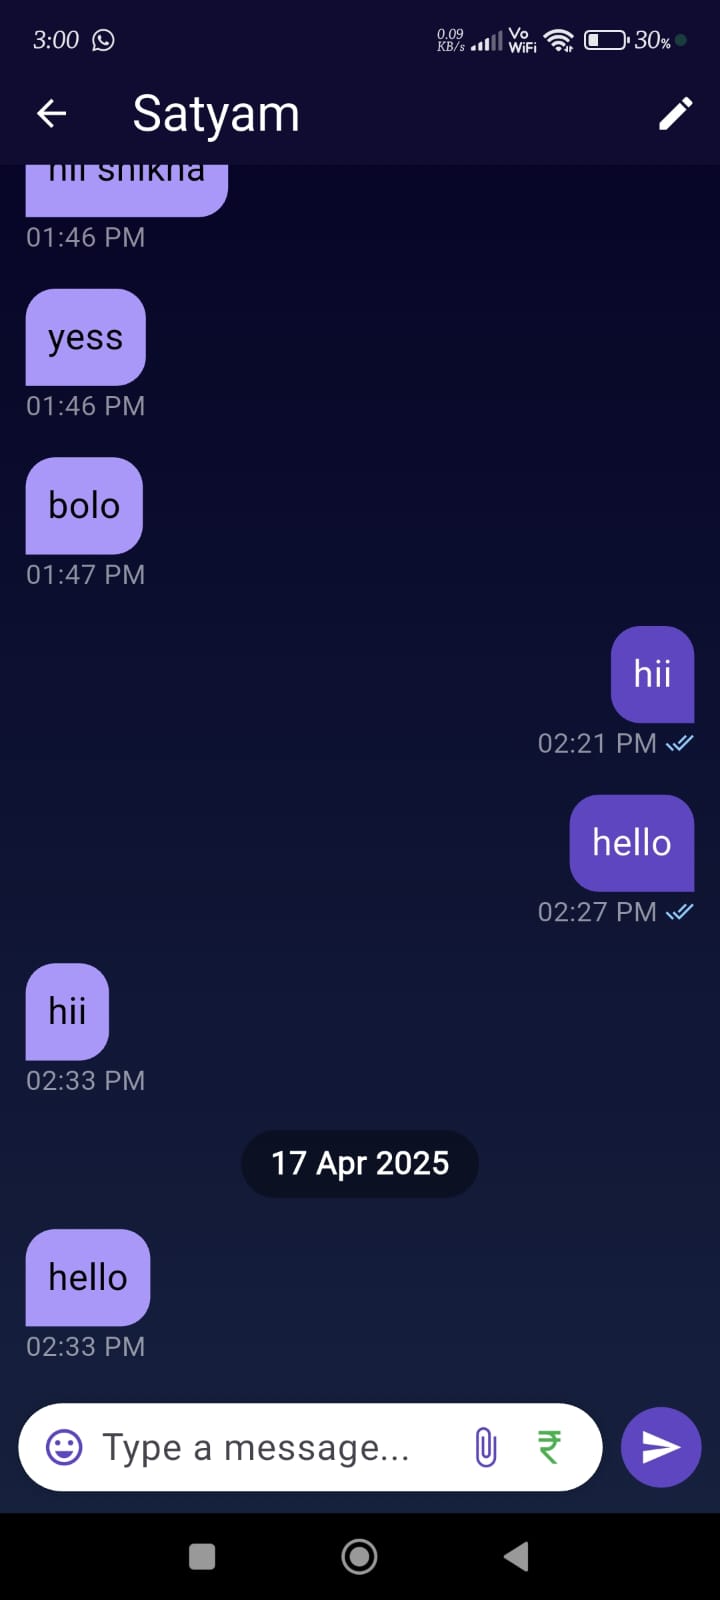 3:00
0.09
KB/s
Vo
WiFi
30%
Satyam
hii shikha
01:46 PM
yess
01:46 PM
bolo
01:47 PM
hii
02:21 PM
hello
02:27 PM
hii
02:33 PM
17 Apr 2025
hello
02:33 PM
Type a message...
₹